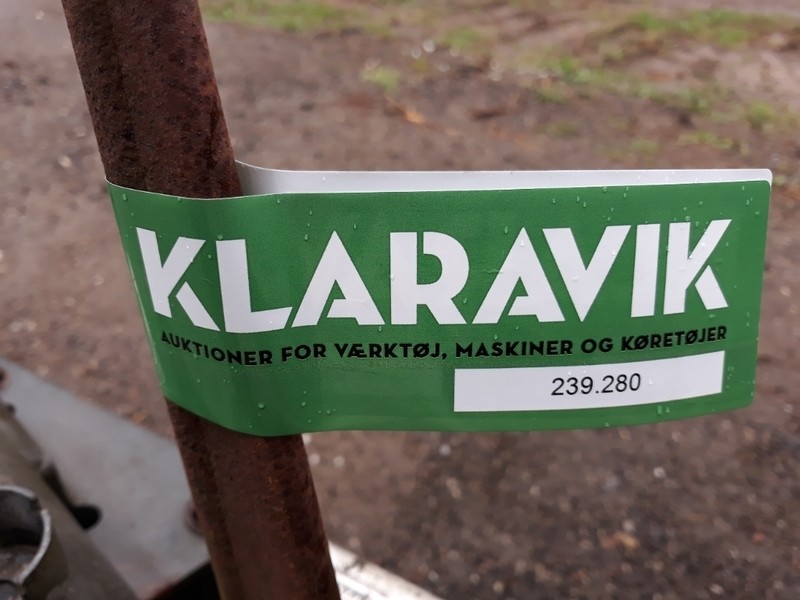 KLARAVIK
AUKTIONER FOR VÆRKTØJ, MASKINER OG KØRETØJER
239.280